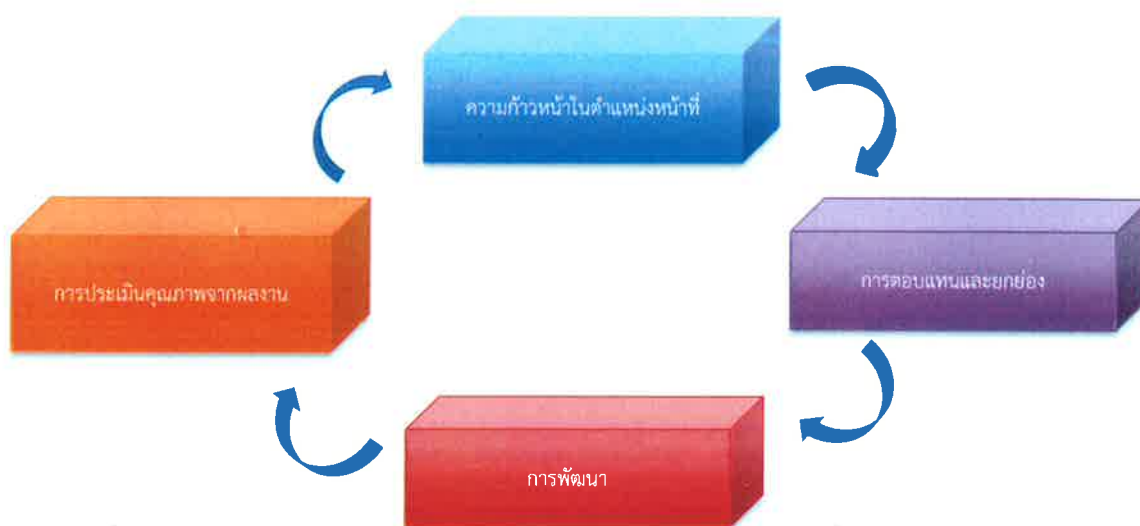 ความก้าวหน้าในตำแหน่งหน้าที่
การประเมินคุณภาพจากผลงาน
การตอบแทนและยกย่อง
การพัฒนา